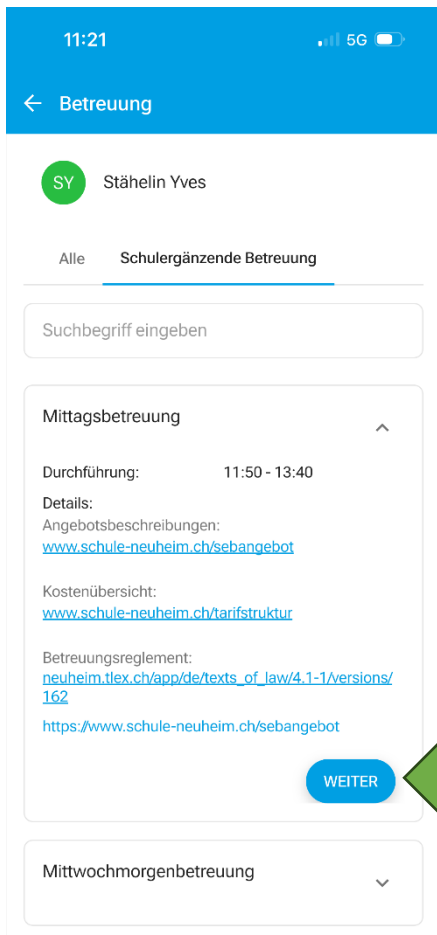 11:21
5G
Betreuung
SY
Stähelin Yves
Alle
Schulergänzende Betreuung
Suchbegriff eingeben
Mittagsbetreuung
Durchführung: 11:50 - 13:40
Details:
Angebotsbeschreibungen:
www.schule-neuheim.ch/sebangebot
Kostenübersicht:
www.schule-neuheim.ch/tarifstruktur
Betreuungsreglement:
neuheim.tlex.ch/app/de/texts_of_law/4.1-1/versions/
162
https://www.schule-neuheim.ch/sebangebot
WEITER
Mittwochmorgenbetreuung